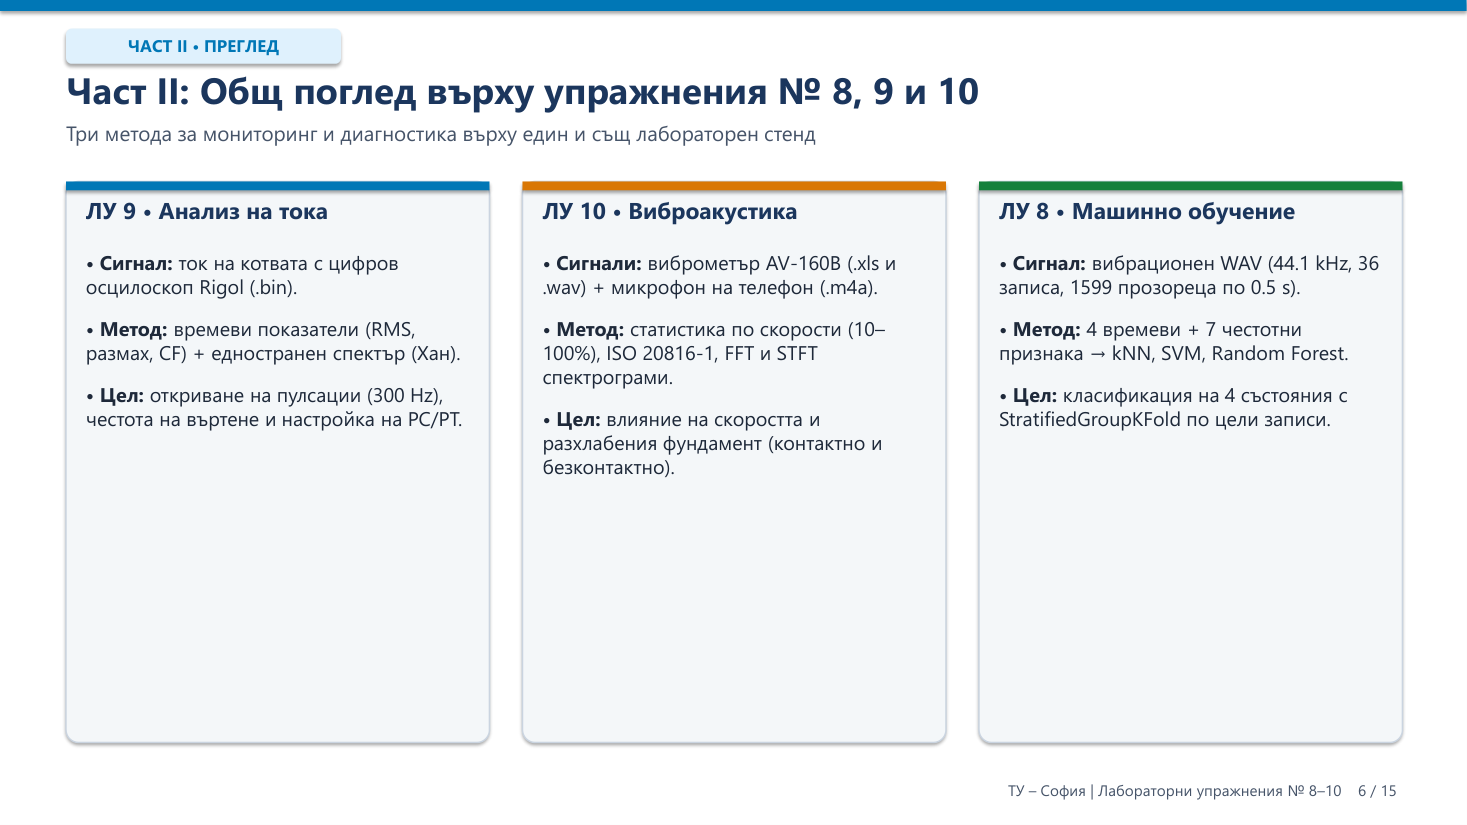 ЧАСТ II • ПРЕГЛЕД
Част II: Общ поглед върху упражнения № 8, 9 и 10
Три метода за мониторинг и диагностика върху един и същ лабораторен стенд
ЛУ 9 • Анализ на тока
• Сигнал: ток на котвата с цифров
осцилоскоп Rigol (.bin).
• Метод: времеви показатели (RMS,
размах, CF) + едностранен спектър (Хан).
• Цел: откриване на пулсации (300 Hz),
честота на въртене и настройка на РС/РТ.
ЛУ 10 • Виброакустика
• Сигнали: виброметър AV-160B (.xls и
.wav) + микрофон на телефон (.m4a).
• Метод: статистика по скорости (10–
100%), ISO 20816-1, FFT и STFT
спектрограми.
• Цел: влияние на скоростта и
разхлабения фундамент (контактно и
безконтактно).
ЛУ 8 • Машинно обучение
• Сигнал: вибрационен WAV (44.1 kHz, 36
записа, 1599 прозореца по 0.5 s).
• Метод: 4 времеви + 7 честотни
признака → kNN, SVM, Random Forest.
• Цел: класификация на 4 състояния с
StratifiedGroupKFold по цели записи.
ТУ – София | Лабораторни упражнения № 8–10 6 / 15